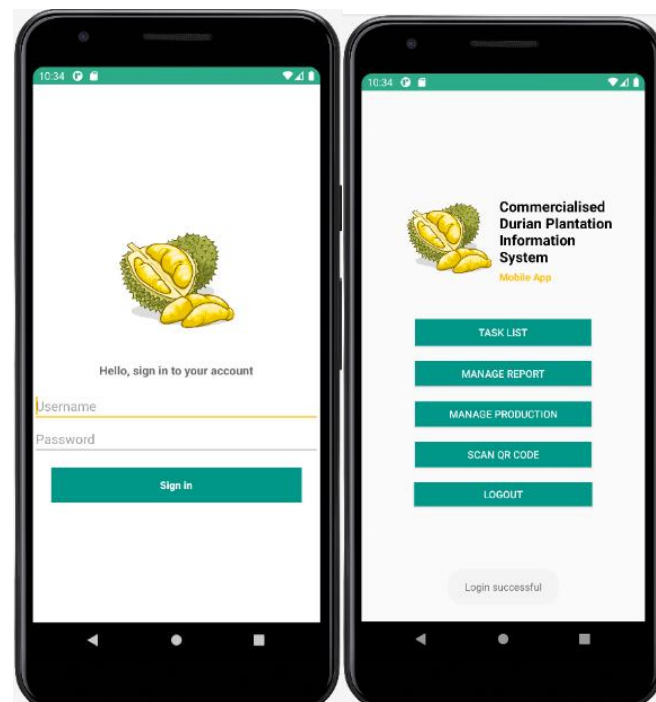 10:34
Hello, sign in to your account
Username
Password
Sign in
10:34
Commercialised
Durian Plantation
Information
System
Mobile App
TASK LIST
MANAGE REPORT
MANAGE PRODUCTION
SCAN QR CODE
LOGOUT
Login successful